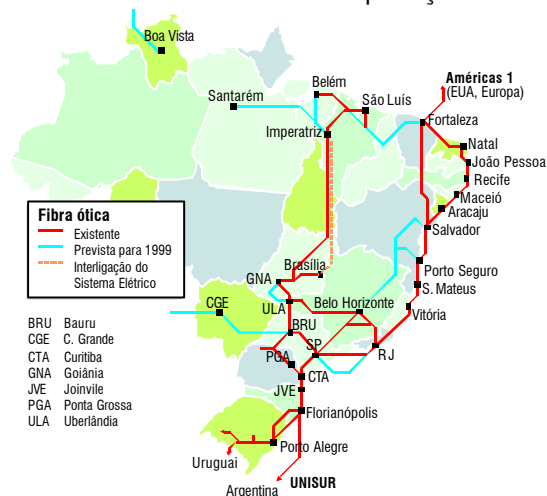 Boa Vista
Belém
Américas 1
(EUA, Europa)
Santarém
São Luís
Fortaleza
Imperatriz
Natal
João Pessoa
Recife
Maceió
Aracaju
Salvador
Fibra ótica
Existente
Prevista para 1999
Interligação do
Sistema Elétrico
Brasília
Porto Seguro
GNA
S. Mateus
CGE
ULA
Belo Horizonte
Vitória
BRU
SP
RJ
PGA
CTA
JVE
BRU Bauru
CGE C. Grande
CTA Curitiba
GNA Goiânia
JVE Joinvile
PGA Ponta Grossa
ULA Uberlândia
Florianópolis
Porto Alegre
Uruguai
Argentina
UNISUR